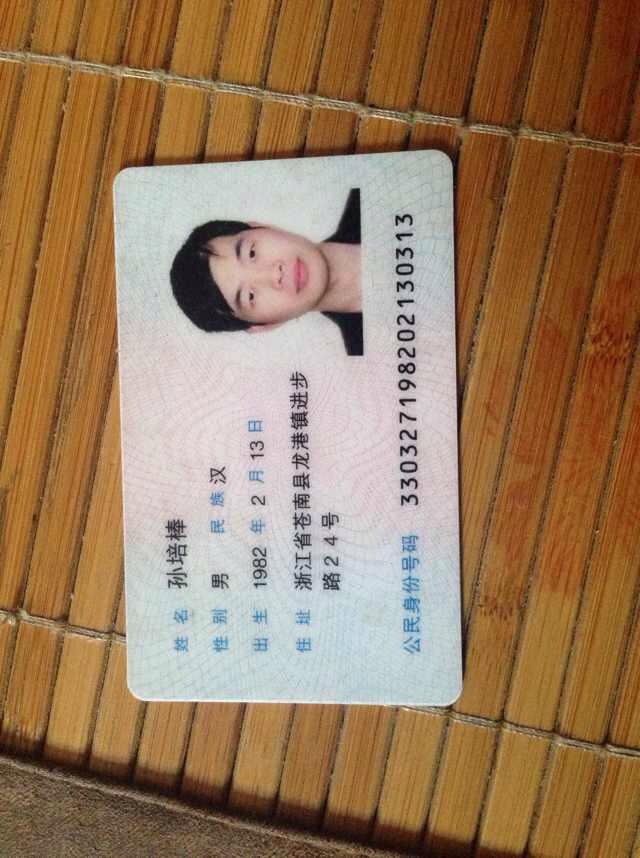 姓名 孙培棒
性别 男 民族 汉
出生 1982 年 2 月 13 日
住址 浙江省苍南县龙港镇进步
路24号
公民身份号码 330327198202130313